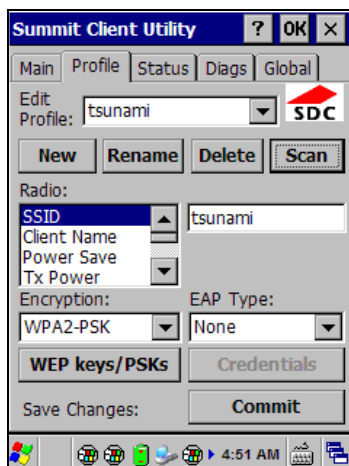 Summit Client Utility ? OK ×
Main Profile Status Diags Global
Edit Profile: tsunami SDC
New Rename Delete Scan
Radio:
SSID tsunami
Client Name
Power Save
Tx Power
Encryption: EAP Type:
WPA2-PSK None
WEP keys/PSKs Credentials
Save Changes: Commit
4:51 AM